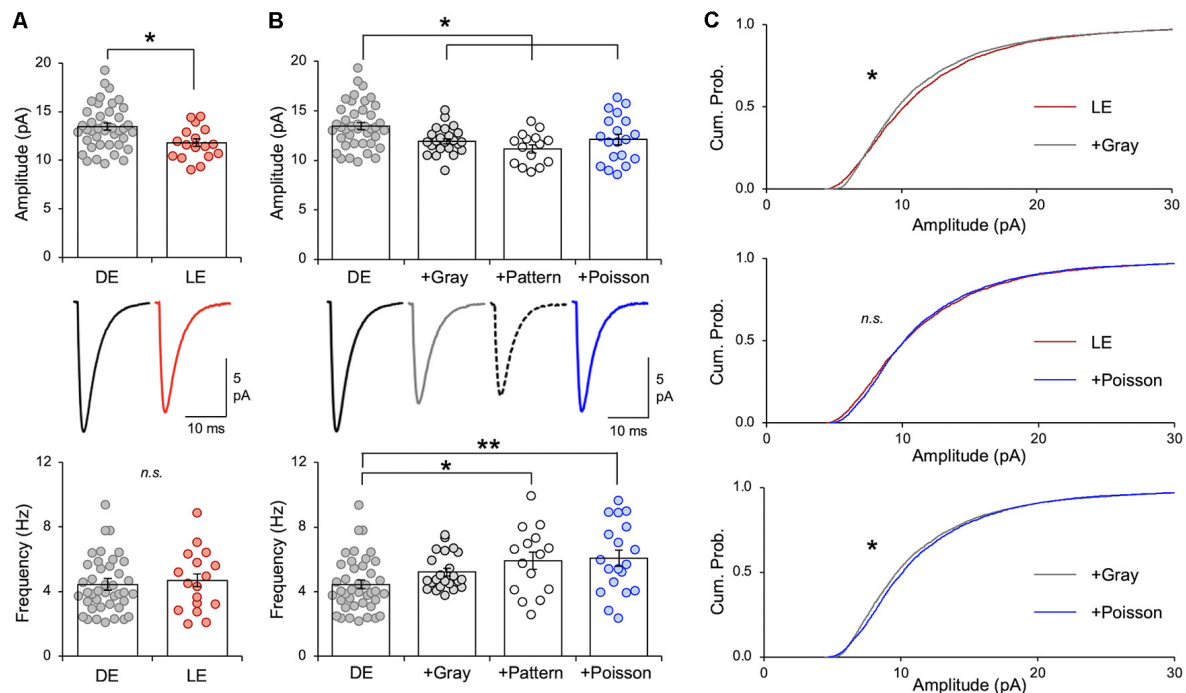 A
*
Amplitude (pA)
20
15
10
5
0
DE
LE
5
pA
10 ms
Frequency (Hz)
12
8
4
0
n.s.
DE
LE
B
*
Amplitude (pA)
20
15
10
5
0
DE
+Gray
+Pattern
+Poisson
5
pA
10 ms
Frequency (Hz)
12
8
4
0
**
*
DE
+Gray
+Pattern
+Poisson
C
Cum. Prob.
1.0
0.5
0.0
*
LE
+Gray
0
10
20
30
Amplitude (pA)
Cum. Prob.
1.0
0.5
0.0
n.s.
LE
+Poisson
0
10
20
30
Amplitude (pA)
Cum. Prob.
1.0
0.5
0.0
*
+Gray
+Poisson
0
10
20
30
Amplitude (pA)